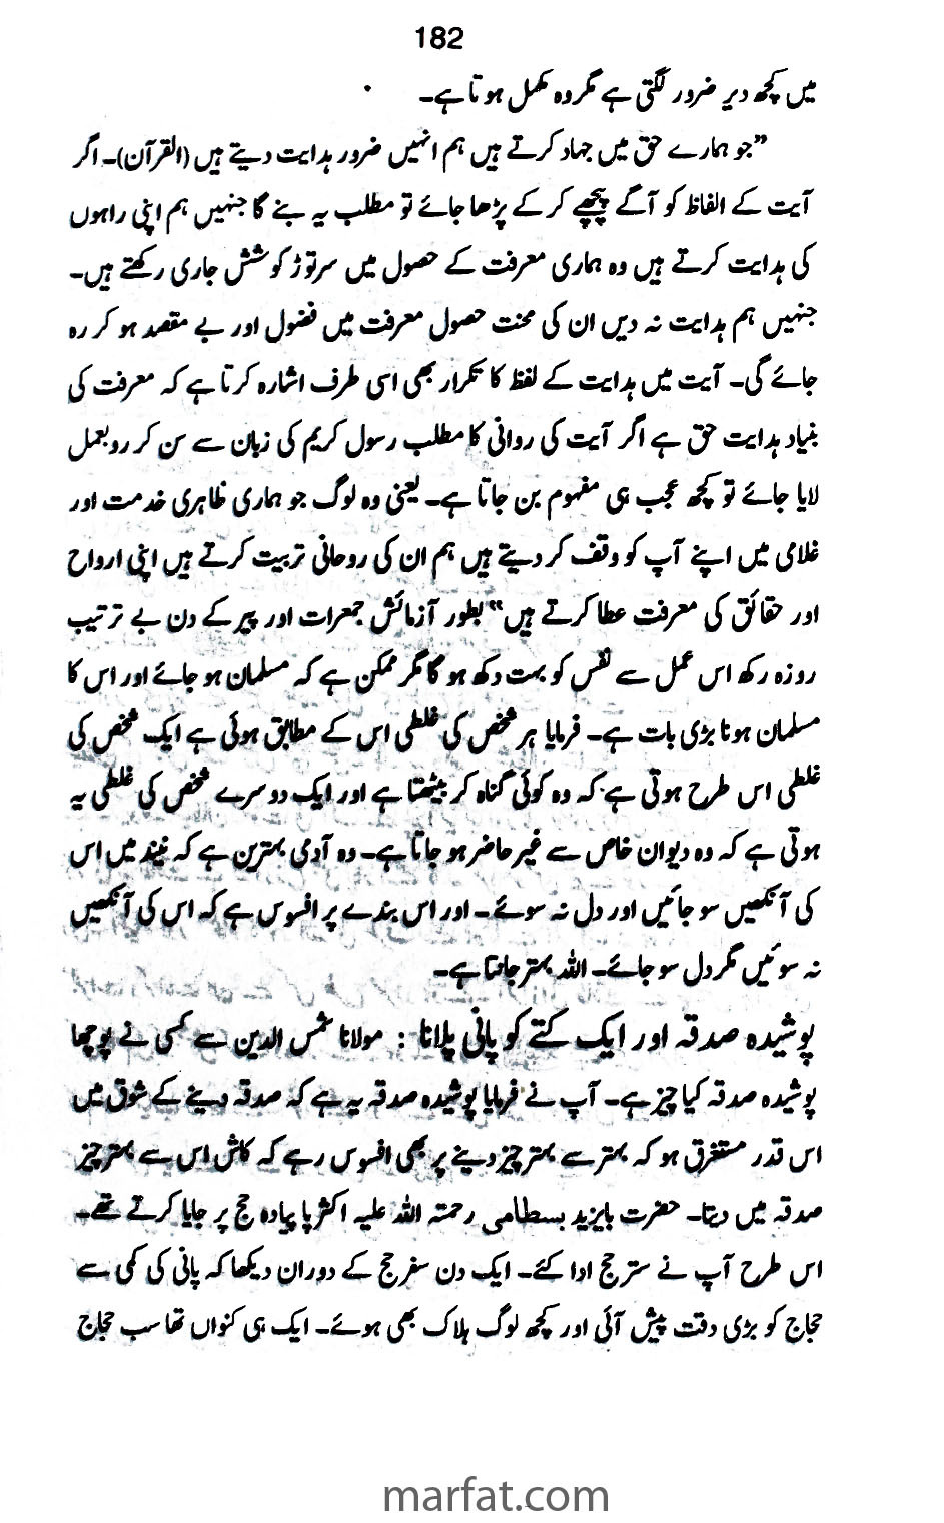 182
میں کچھ دیر ضرور لگتی ہے مگر وہ مکمل ہوتا ہے۔
”جو ہمارے حق میں جہاد کرتے ہیں ہم انہیں ضرور ہدایت دیتے ہیں (القرآن)۔ اگر
آیت کے الفاظ کو آگے پیچھے کر کے پڑھا جائے تو مطلب یہ بنے گا جنہیں ہم اپنی راہوں
کی ہدایت کرتے ہیں وہ ہماری معرفت کے حصول میں سر توڑ کوشش جاری رکھتے ہیں۔
جنہیں ہم ہدایت نہ دیں ان کی محنت حصول معرفت میں فضول اور بے مقصد ہو کر رہ
جائے گی۔ آیت میں ہدایت کے لفظ کا تکرار بھی اسی طرف اشارہ کرتا ہے کہ معرفت کی
بنیاد ہدایت حق ہے اگر آیت کی روانی کا مطلب رسول کریم کی زبان سے سن کر روبعمل
لایا جائے تو کچھ عجب ہی مفہوم بن جاتا ہے۔ یعنی وہ لوگ جو ہماری ظاہری خدمت اور
غلامی میں اپنے آپ کو وقف کر دیتے ہیں ہم ان کی روحانی تربیت کرتے ہیں اپنی ارواح
اور حقائق کی معرفت عطا کرتے ہیں“ بطور آزمائش جمعرات اور پیر کے دن بے ترتیب
روزہ رکھ اس عمل سے نفس کو بہت دکھ ہو گا مگر ممکن ہے کہ مسلمان ہو جائے اور اس کا
مسلمان ہونا بڑی بات ہے۔ فرمایا ہر شخص کی غلطی اس کے مطابق ہوئی ہے ایک شخص کی
غلطی اس طرح ہوتی ہے کہ وہ کوئی گناہ کر بیٹھتا ہے اور ایک دوسرے شخص کی غلطی یہ
ہوتی ہے کہ وہ دیوان خاص سے غیر حاضر ہو جاتا ہے۔ وہ آدمی بہترین ہے کہ نیند میں اس
کی آنکھیں سو جائیں اور دل نہ سوئے۔ اور اس بندے پر افسوس ہے کہ اس کی آنکھیں
نہ سوئیں مگر دل سو جائے۔ اللہ بہتر جانتا ہے۔
پوشیدہ صدقہ اور ایک کتے کو پانی پلانا : مولانا شمس الدین سے کسی نے پوچھا
پوشیدہ صدقہ کیا چیز ہے۔ آپ نے فرمایا پوشیدہ صدقہ یہ ہے کہ صدقہ دینے کے شوق میں
اس قدر مستغرق ہو کہ بہتر سے بہتر چیز دینے پر بھی افسوس رہے کہ کاش اس سے بہتر چیز
صدقہ میں دیتا۔ حضرت بایزید بسطامی رحمتہ اللہ علیہ اکثر پا پیادہ حج پر جایا کرتے تھے۔
اس طرح آپ نے ستر حج ادا کئے۔ ایک دن سفر حج کے دوران دیکھا کہ پانی کی کمی سے
حجاج کو بڑی دقت پیش آئی اور کچھ لوگ ہلاک بھی ہوئے۔ ایک ہی کنواں تھا سب حجاج
marfat.com